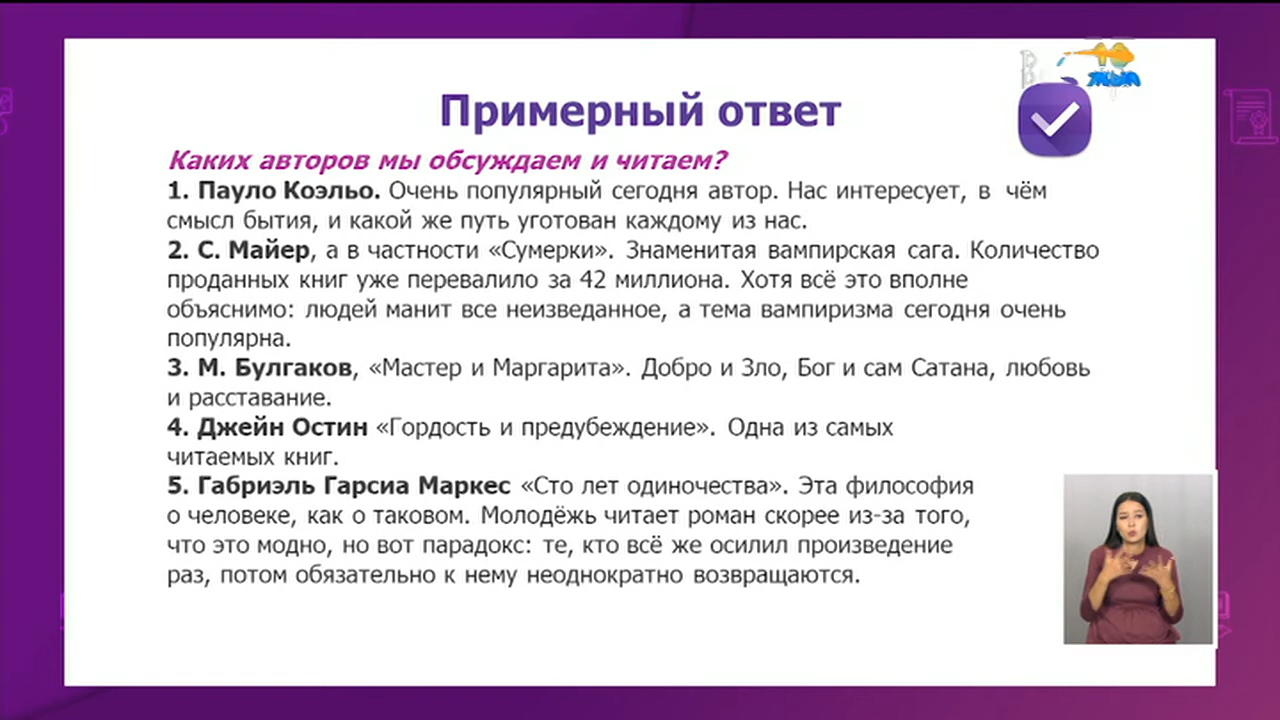 Примерный ответ
Каких авторов мы обсуждаем и читаем?
1. Пауло Коэльо. Очень популярный сегодня автор. Нас интересует, в чём
смысл бытия, и какой же путь уготован каждому из нас.
2. С. Майер, а в частности «Сумерки». Знаменитая вампирская сага. Количество
проданных книг уже перевалило за 42 миллиона. Хотя всё это вполне
объяснимо: людей манит все неизведанное, а тема вампиризма сегодня очень
популярна.
3. М. Булгаков, «Мастер и Маргарита». Добро и Зло, Бог и сам Сатана, любовь
и расставание.
4. Джейн Остин «Гордость и предубеждение». Одна из самых
читаемых книг.
5. Габриэль Гарсиа Маркес «Сто лет одиночества». Эта философия
о человеке, как о таковом. Молодёжь читает роман скорее из-за того,
что это модно, но вот парадокс: те, кто всё же осилил произведение
раз, потом обязательно к нему неоднократно возвращаются.